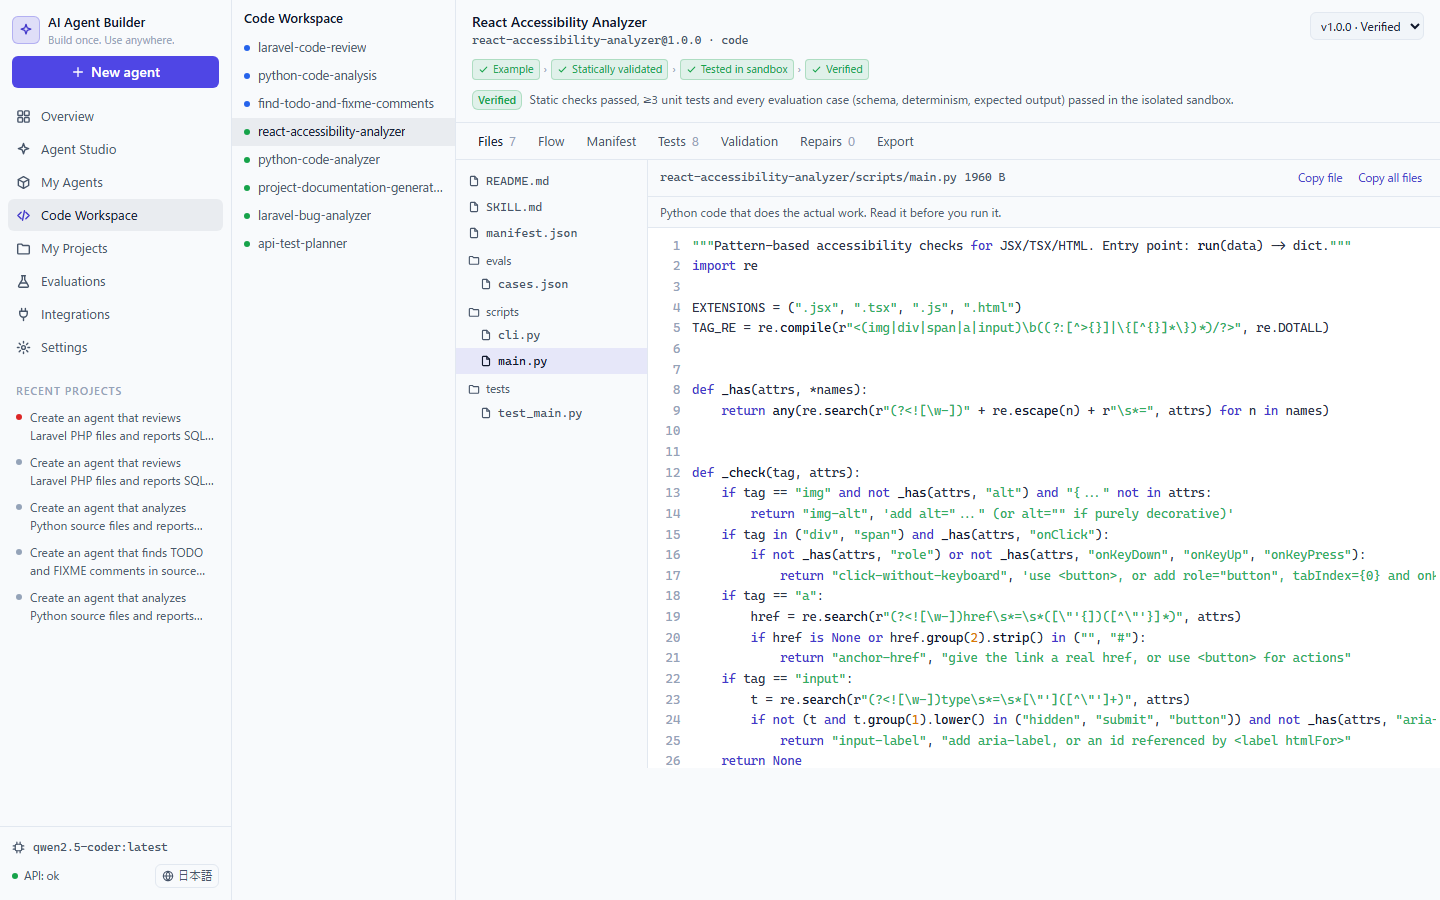 AI Agent Builder
Build once. Use anywhere.
New agent
Overview
Agent Studio
My Agents
Code Workspace
My Projects
Evaluations
Integrations
Settings
RECENT PROJECTS
Create an agent that reviews
Laravel PHP files and reports SQL...
Create an agent that reviews
Laravel PHP files and reports SQL...
Create an agent that analyzes
Python source files and reports...
Create an agent that finds TODO
and FIXME comments in source...
Create an agent that analyzes
Python source files and reports...
qwen2.5-coder:latest
API: ok
日本語
Code Workspace
laravel-code-review
python-code-analysis
find-todo-and-fixme-comments
react-accessibility-analyzer
python-code-analyzer
project-documentation-generat...
laravel-bug-analyzer
api-test-planner
React Accessibility Analyzer
react-accessibility-analyzer@1.0.0 · code
v1.0.0 · Verified
✓ Example › ✓ Statically validated › ✓ Tested in sandbox › ✓ Verified
Verified Static checks passed, ≥3 unit tests and every evaluation case (schema, determinism, expected output) passed in the isolated sandbox.
Files 7 Flow Manifest Tests 8 Validation Repairs 0 Export
README.md
SKILL.md
manifest.json
evals
cases.json
scripts
cli.py
main.py
tests
test_main.py
react-accessibility-analyzer/scripts/main.py 1960 B
Copy file Copy all files
Python code that does the actual work. Read it before you run it.
1 """Pattern-based accessibility checks for JSX/TSX/HTML. Entry point: run(data) -> dict."""
2 import re
3
4 EXTENSIONS = (".jsx", ".tsx", ".js", ".html")
5 TAG_RE = re.compile(r"<(img|div|span|a|input)\b((?:[^>{}]|\{[^{}]*\})*)/?>", re.DOTALL)
6
7
8 def _has(attrs, *names):
9     return any(re.search(r"(?<![\w-])" + re.escape(n) + r"\s*=", attrs) for n in names)
10
11
12 def _check(tag, attrs):
13     if tag == "img" and not _has(attrs, "alt") and "{..." not in attrs:
14         return "img-alt", 'add alt="..." (or alt="" if purely decorative)'
15     if tag in ("div", "span") and _has(attrs, "onClick"):
16         if not _has(attrs, "role") or not _has(attrs, "onKeyDown", "onKeyUp", "onKeyPress"):
17             return "click-without-keyboard", 'use <button>, or add role="button", tabIndex={0} and onK
18     if tag == "a":
19         href = re.search(r"(?<![\w-])href\s*=\s*([\"'{])([^\"'}]*)", attrs)
20         if href is None or href.group(2).strip() in ("", "#"):
21             return "anchor-href", "give the link a real href, or use <button> for actions"
22     if tag == "input":
23         t = re.search(r"(?<![\w-])type\s*=\s*[\"']([^\"']+)", attrs)
24         if not (t and t.group(1).lower() in ("hidden", "submit", "button")) and not _has(attrs, "aria-
25             return "input-label", "add aria-label, or an id referenced by <label htmlFor>"
26     return None